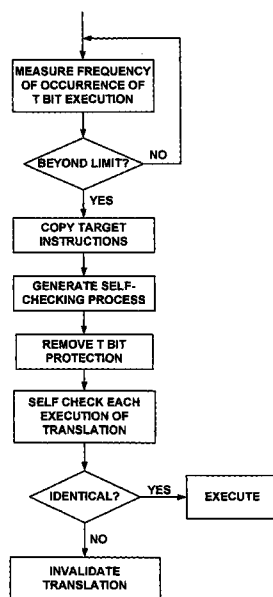 MEASURE FREQUENCY
OF OCCURRENCE OF
T BIT EXECUTION
BEYOND LIMIT?
NO
YES
COPY TARGET
INSTRUCTIONS
GENERATE SELF-
CHECKING PROCESS
REMOVE T BIT
PROTECTION
SELF CHECK EACH
EXECUTION OF
TRANSLATION
IDENTICAL?
YES
EXECUTE
NO
INVALIDATE
TRANSLATION